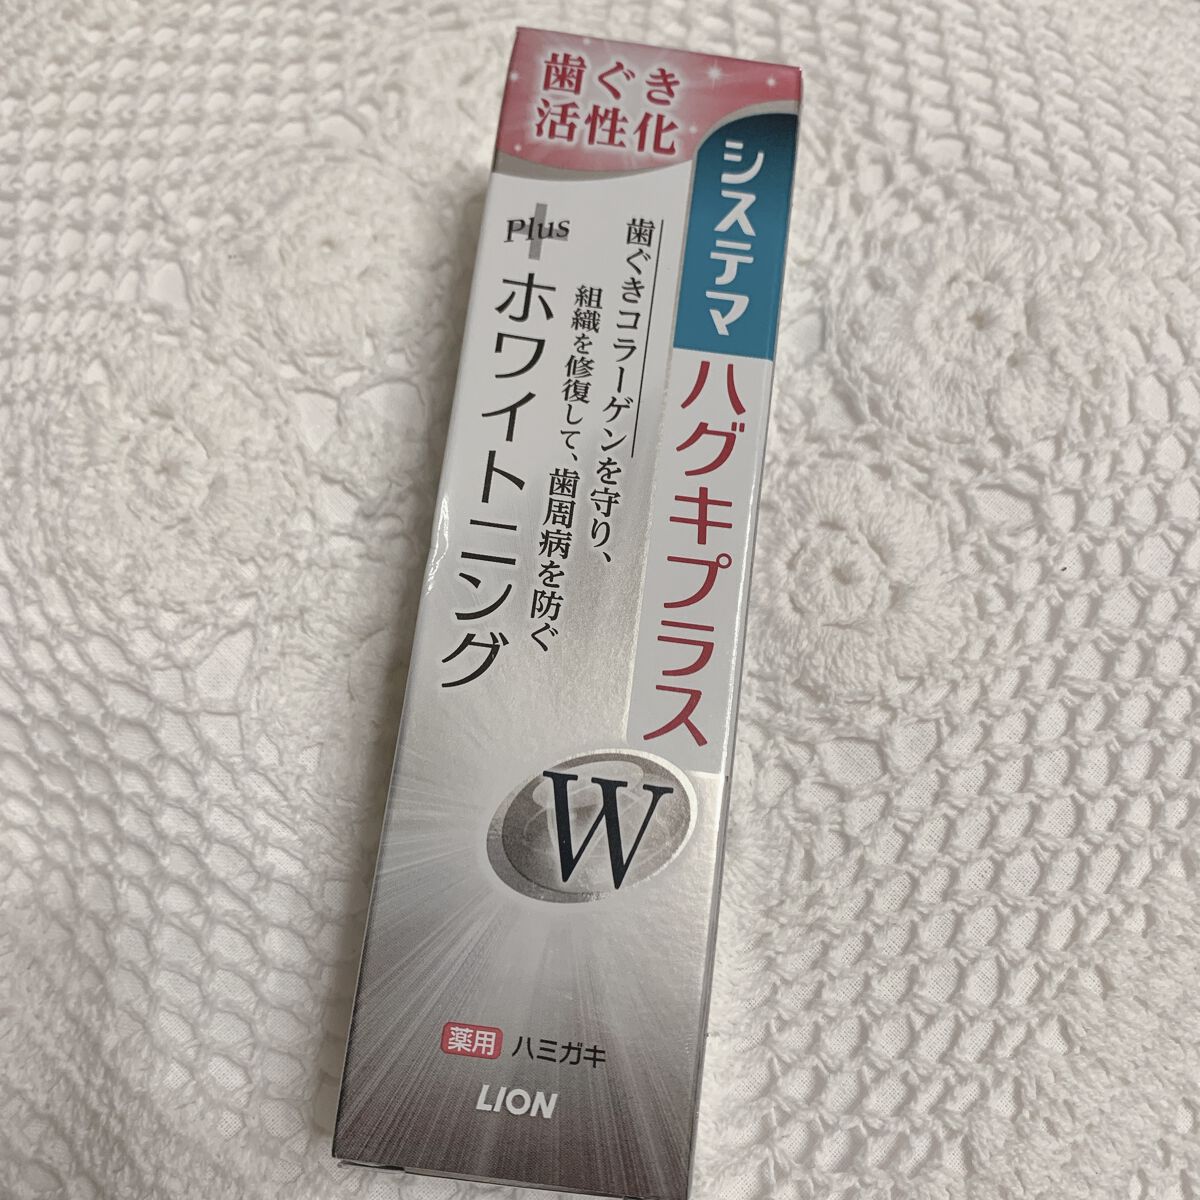 歯ぐき
活性化
システマ
ハグキプラス
歯ぐきコラーゲンを守り、
組織を修復して、歯周病を防ぐ
Plus
ホワイトニング
W
薬用 ハミガキ
LION